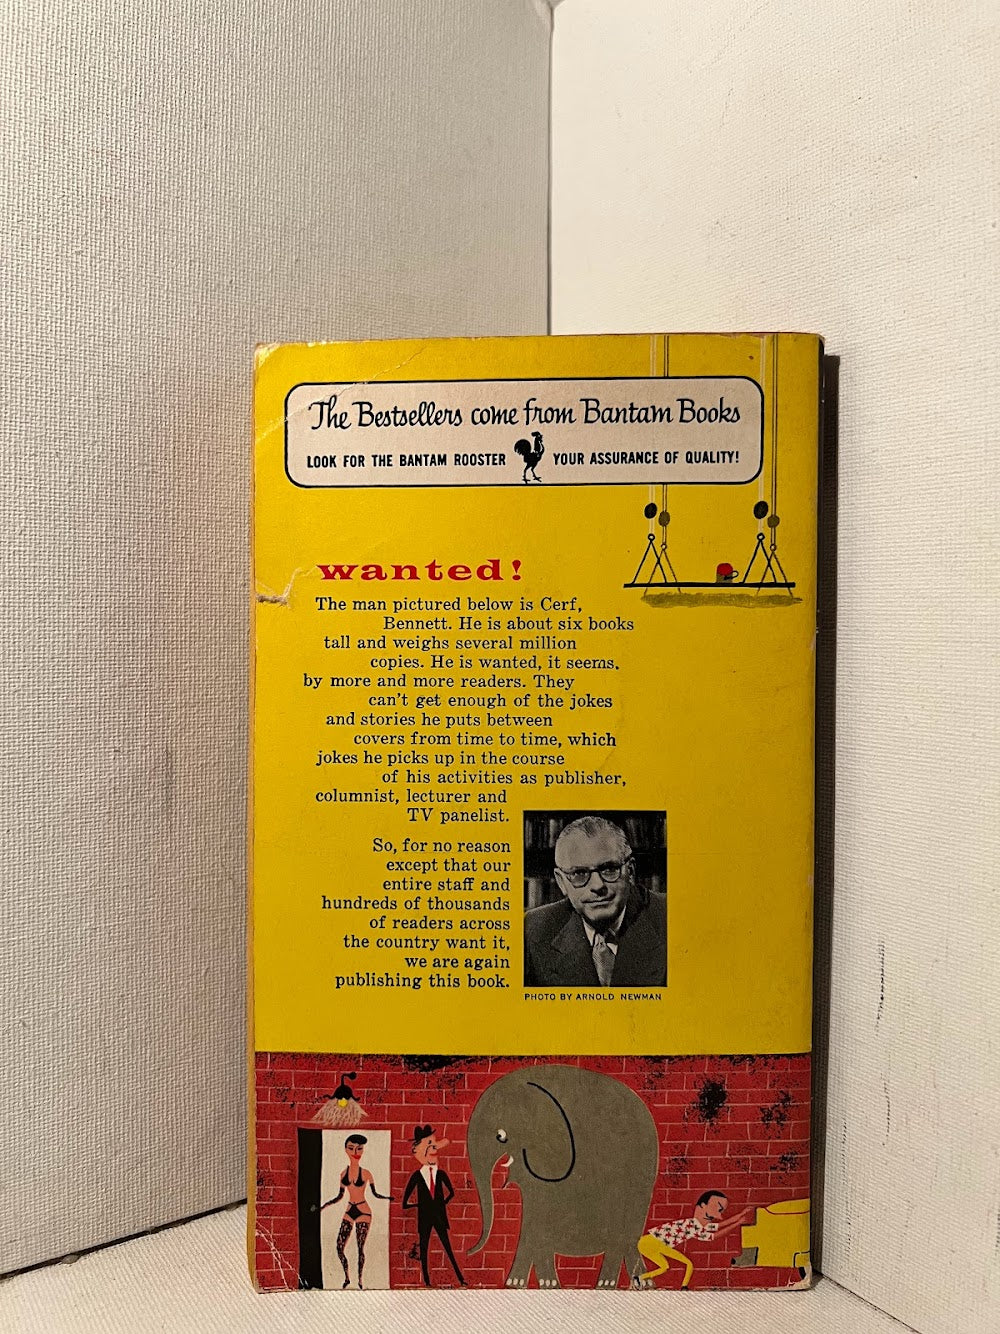 The Bestsellers come from Bantam Books
LOOK FOR THE BANTAM ROOSTER YOUR ASSURANCE OF QUALITY!
wanted!
The man pictured below is Cerf,
Bennett. He is about six books
tall and weighs several million
copies. He is wanted, it seems,
by more and more readers. They
can't get enough of the jokes
and stories he puts between
covers from time to time, which
jokes he picks up in the course
of his activities as publisher,
columnist, lecturer and
TV panelist.
So, for no reason
except that our
entire staff and
hundreds of thousands
of readers across
the country want it,
we are again
publishing this book.
PHOTO BY ARNOLD NEWMAN